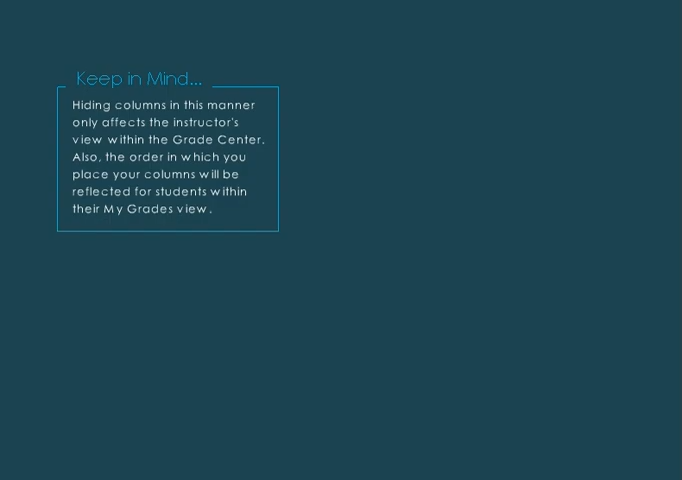 Keep in Mind...
Hiding columns in this manner
only affects the instructor's
view within the Grade Center.
Also, the order in which you
place your columns will be
reflected for students within
their My Grades view.